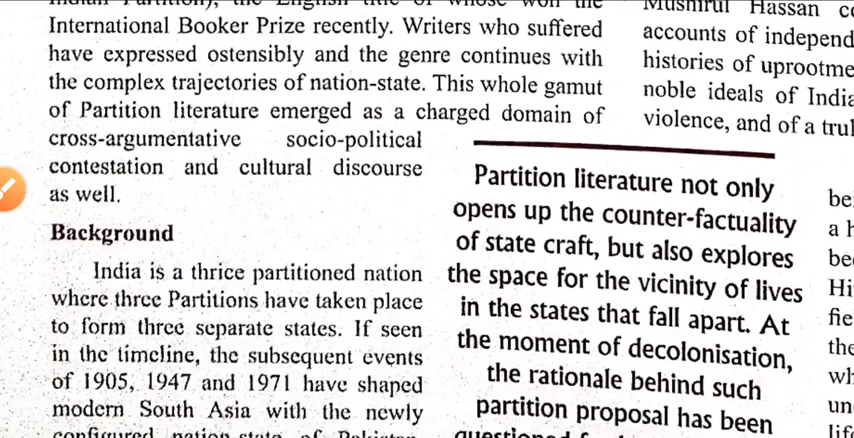 International Booker Prize recently. Writers who suffered
have expressed ostensibly and the genre continues with
the complex trajectories of nation-state. This whole gamut
of Partition literature emerged as a charged domain of
cross-argumentative socio-political
contestation and cultural discourse
as well.
Background
India is a thrice partitioned nation
where three Partitions have taken place
to form three separate states. If seen
in the timeline, the subsequent events
of 1905, 1947 and 1971 have shaped
modern South Asia with the newly
Partition literature not only
opens up the counter-factuality
of state craft, but also explores
the space for the vicinity of lives
in the states that fall apart. At
the moment of decolonisation,
the rationale behind such
partition proposal has been
Mushirul Hassan
accounts of
histories of
noble ideals of
violence, and of a